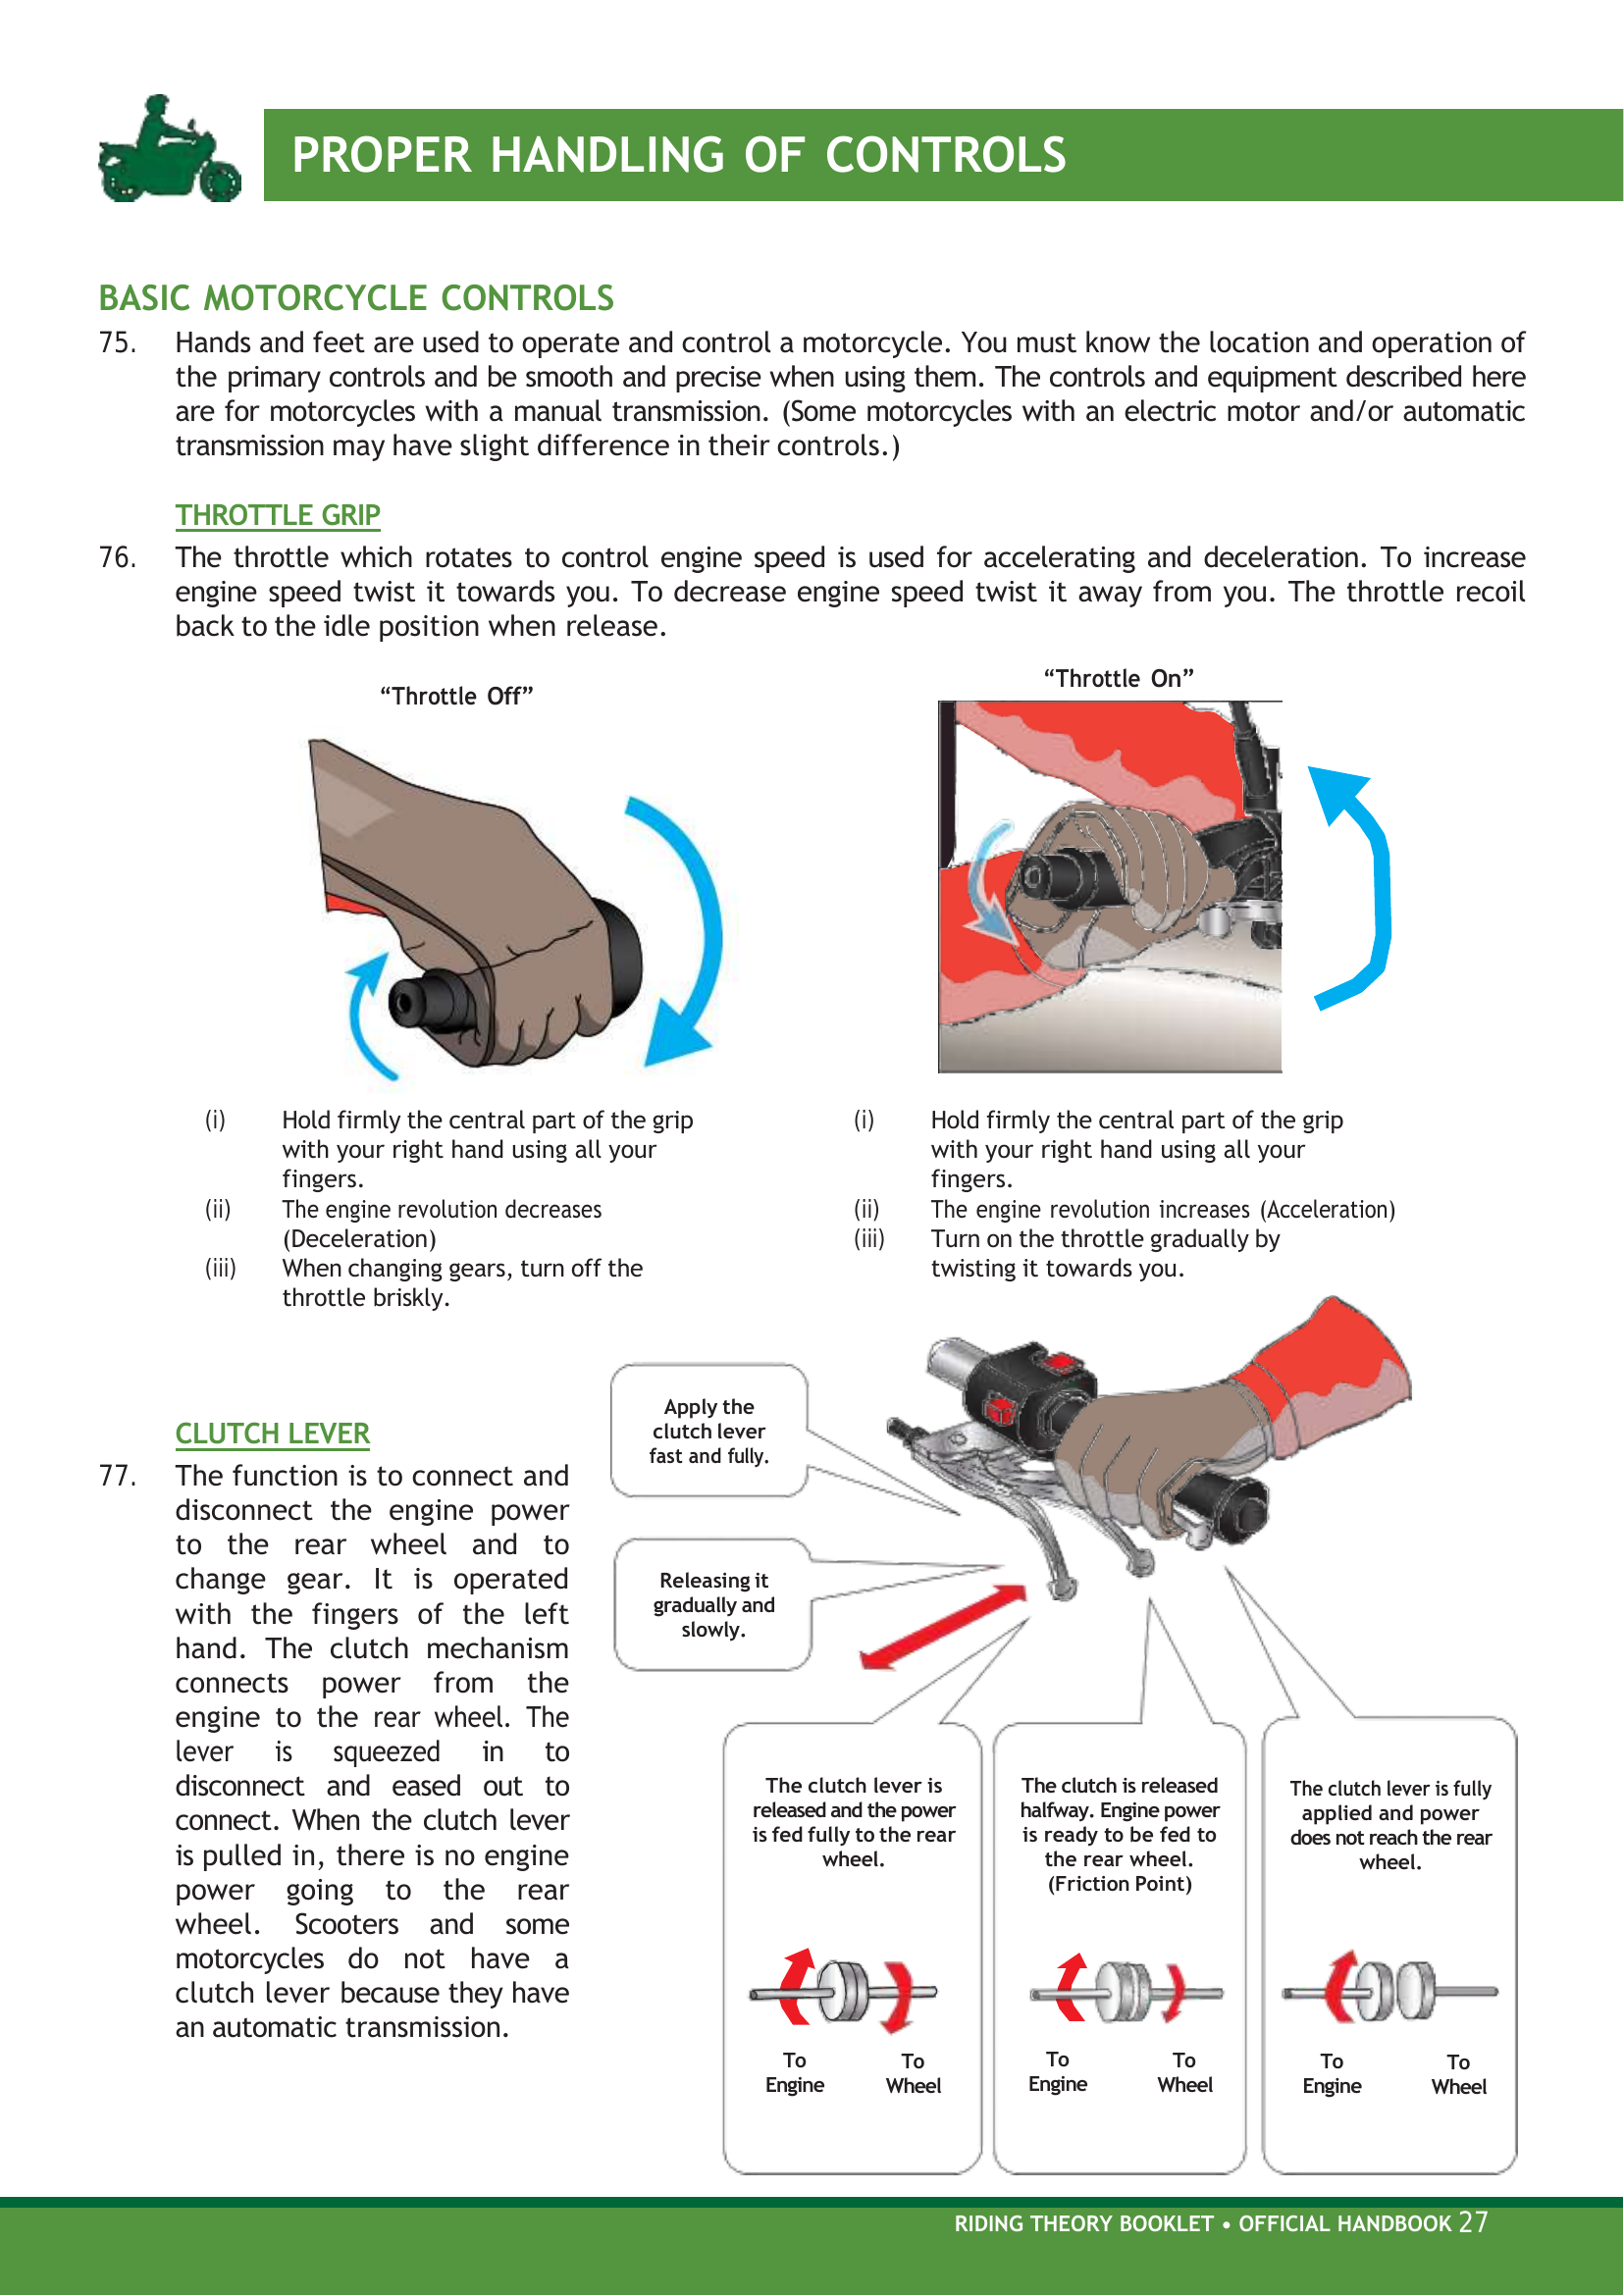 PROPER HANDLING OF CONTROLS
BASIC MOTORCYCLE CONTROLS
75. Hands and feet are used to operate and control a motorcycle. You must know the location and operation of
the primary controls and be smooth and precise when using them. The controls and equipment described here
are for motorcycles with a manual transmission. (Some motorcycles with an electric motor and/or automatic
transmission may have slight difference in their controls.)
THROTTLE GRIP
76. The throttle which rotates to control engine speed is used for accelerating and deceleration. To increase
engine speed twist it towards you. To decrease engine speed twist it away from you. The throttle recoil
back to the idle position when release.
“Throttle Off”
(i) Hold firmly the central part of the grip
with your right hand using all your
fingers.
(ii) The engine revolution decreases
(Deceleration)
(iii) When changing gears, turn off the
throttle briskly.
“Throttle On”
(i) Hold firmly the central part of the grip
with your right hand using all your
fingers.
(ii) The engine revolution increases (Acceleration)
(iii) Turn on the throttle gradually by
twisting it towards you.
CLUTCH LEVER
77. The function is to connect and
disconnect the engine power
to the rear wheel and to
change gear. It is operated
with the fingers of the left
hand. The clutch mechanism
connects power from the
engine to the rear wheel. The
lever is squeezed in to
disconnect and eased out to
connect. When the clutch lever
is pulled in, there is no engine
power going to the rear
wheel. Scooters and some
motorcycles do not have a
clutch lever because they have
an automatic transmission.
Apply the
clutch lever
fast and fully.
Releasing it
gradually and
slowly.
The clutch lever is
released and the power
is fed fully to the rear
wheel.
To
Engine
To
Wheel
The clutch is released
halfway. Engine power
is ready to be fed to
the rear wheel.
(Friction Point)
To
Engine
To
Wheel
The clutch lever is fully
applied and power
does not reach the rear
wheel.
To
Engine
To
Wheel
RIDING THEORY BOOKLET • OFFICIAL HANDBOOK 27